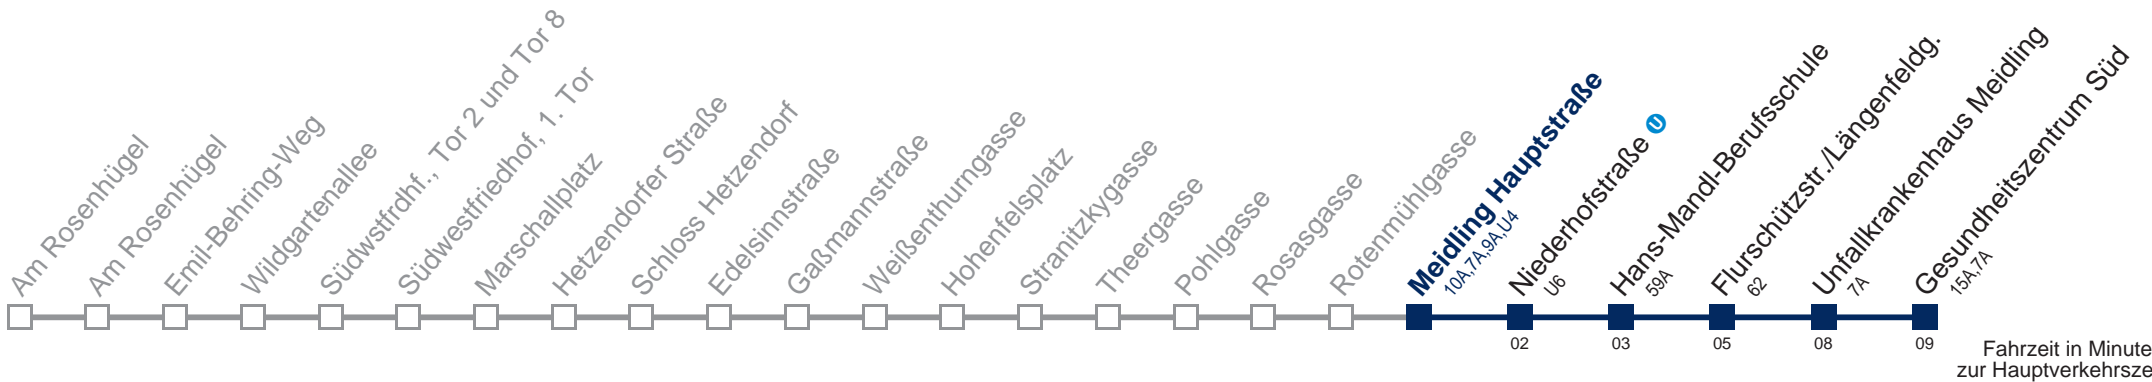 Am Rosenhügel
Am Rosenhügel
Emil-Behring-Weg
Wildgartenallee
Südwstfrdhf., Tor 2 und Tor 8
Südwestfriedhof, 1. Tor
Marschallplatz
Hetzendorfer Straße
Schloss Hetzendorf
Edelsinnstraße
Gaßmannstraße
Weißenthurngasse
Hohenfelsplatz
Stranitzkygasse
Theergasse
Pohlgasse
Rosasgasse
Rotenmühlgasse
Meidling Hauptstraße
10A,7A,9A,U4
Niederhofstraße U
U6
Hans-Mandl-Berufsschule
59A
Flurschützstr./Längenfeldg.
62
Unfallkrankenhaus Meidling
7A
Gesundheitszentrum Süd
15A,7A
02 03 05 08 09
Fahrzeit in Minute
zur Hauptverkehrsze